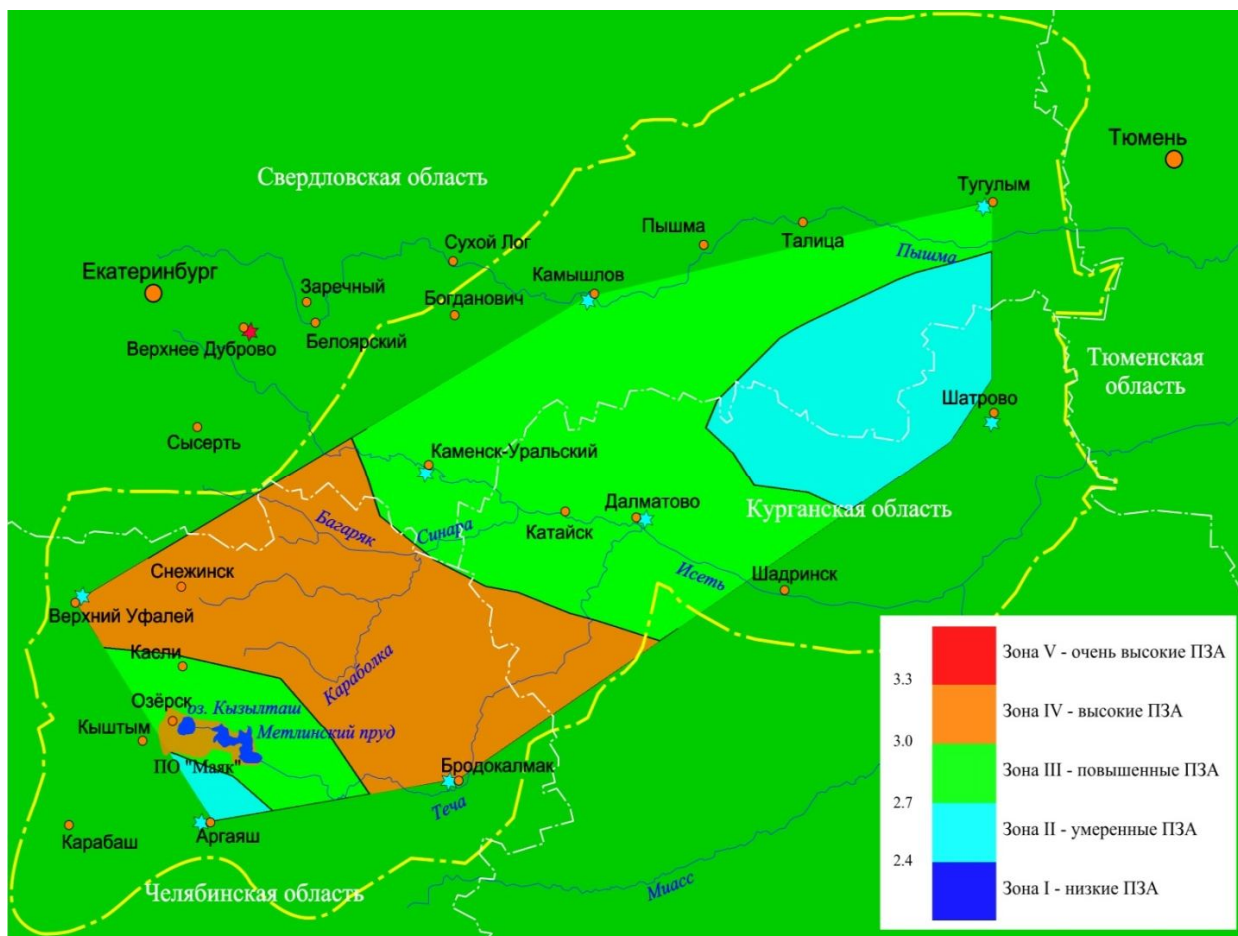 Тюмень
Свердловская область
Тугулым
Пышма
Талица
Сухой Лог
Пышма
Екатеринбург
Камышлов
Заречный
Богданович
Белоярский
Верхнее Дуброво
Тюменская
область
Шатрово
Сысерть
Каменск-Уральский
Далматово
Курганская область
Багаряк
Синара
Катайск
Снежинск
Исеть
Шадринск
Верхний Уфалей
Касли
Караболка
Озёрск
оз. Кызылташ
Кыштым
Метлинский пруд
ПО "Маяк"
Бродокалмак
Теча
Карабаш
Аргаяш
Челябинская область
Миасс
Зона V - очень высокие ПЗА
3.3
Зона IV - высокие ПЗА
3.0
Зона III - повышенные ПЗА
2.7
Зона II - умеренные ПЗА
2.4
Зона I - низкие ПЗА